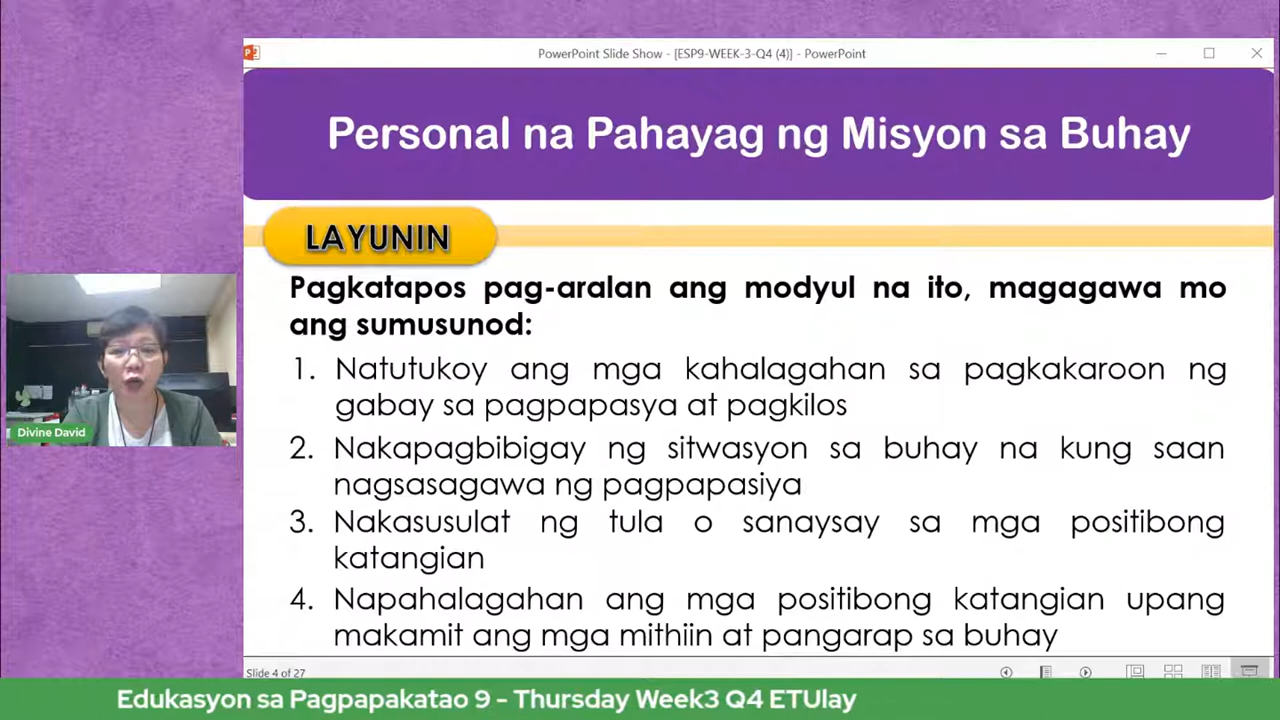 PowerPoint Slide Show - [ESP9-WEEK-3-Q4 (4)] - PowerPoint
Personal na Pahayag ng Misyon sa Buhay
LAYUNIN
Pagkatapos pag-aralan ang modyul na ito, magagawa mo
ang sumusunod:
1. Natutukoy ang mga kahalagahan sa pagkakaroon ng
gabay sa pagpapasya at pagkilos
2. Nakapagbibigay ng sitwasyon sa buhay na kung saan
nagsasagawa ng pagpapasiya
3. Nakasusulat ng tula o sanaysay sa mga positibong
katangian
4. Napahalagahan ang mga positibong katangian upang
makamit ang mga mithiin at pangarap sa buhay
Divine David
Slide 4 of 27
Edukasyon sa Pagpapakatao 9 - Thursday Week3 Q4 ETUlay